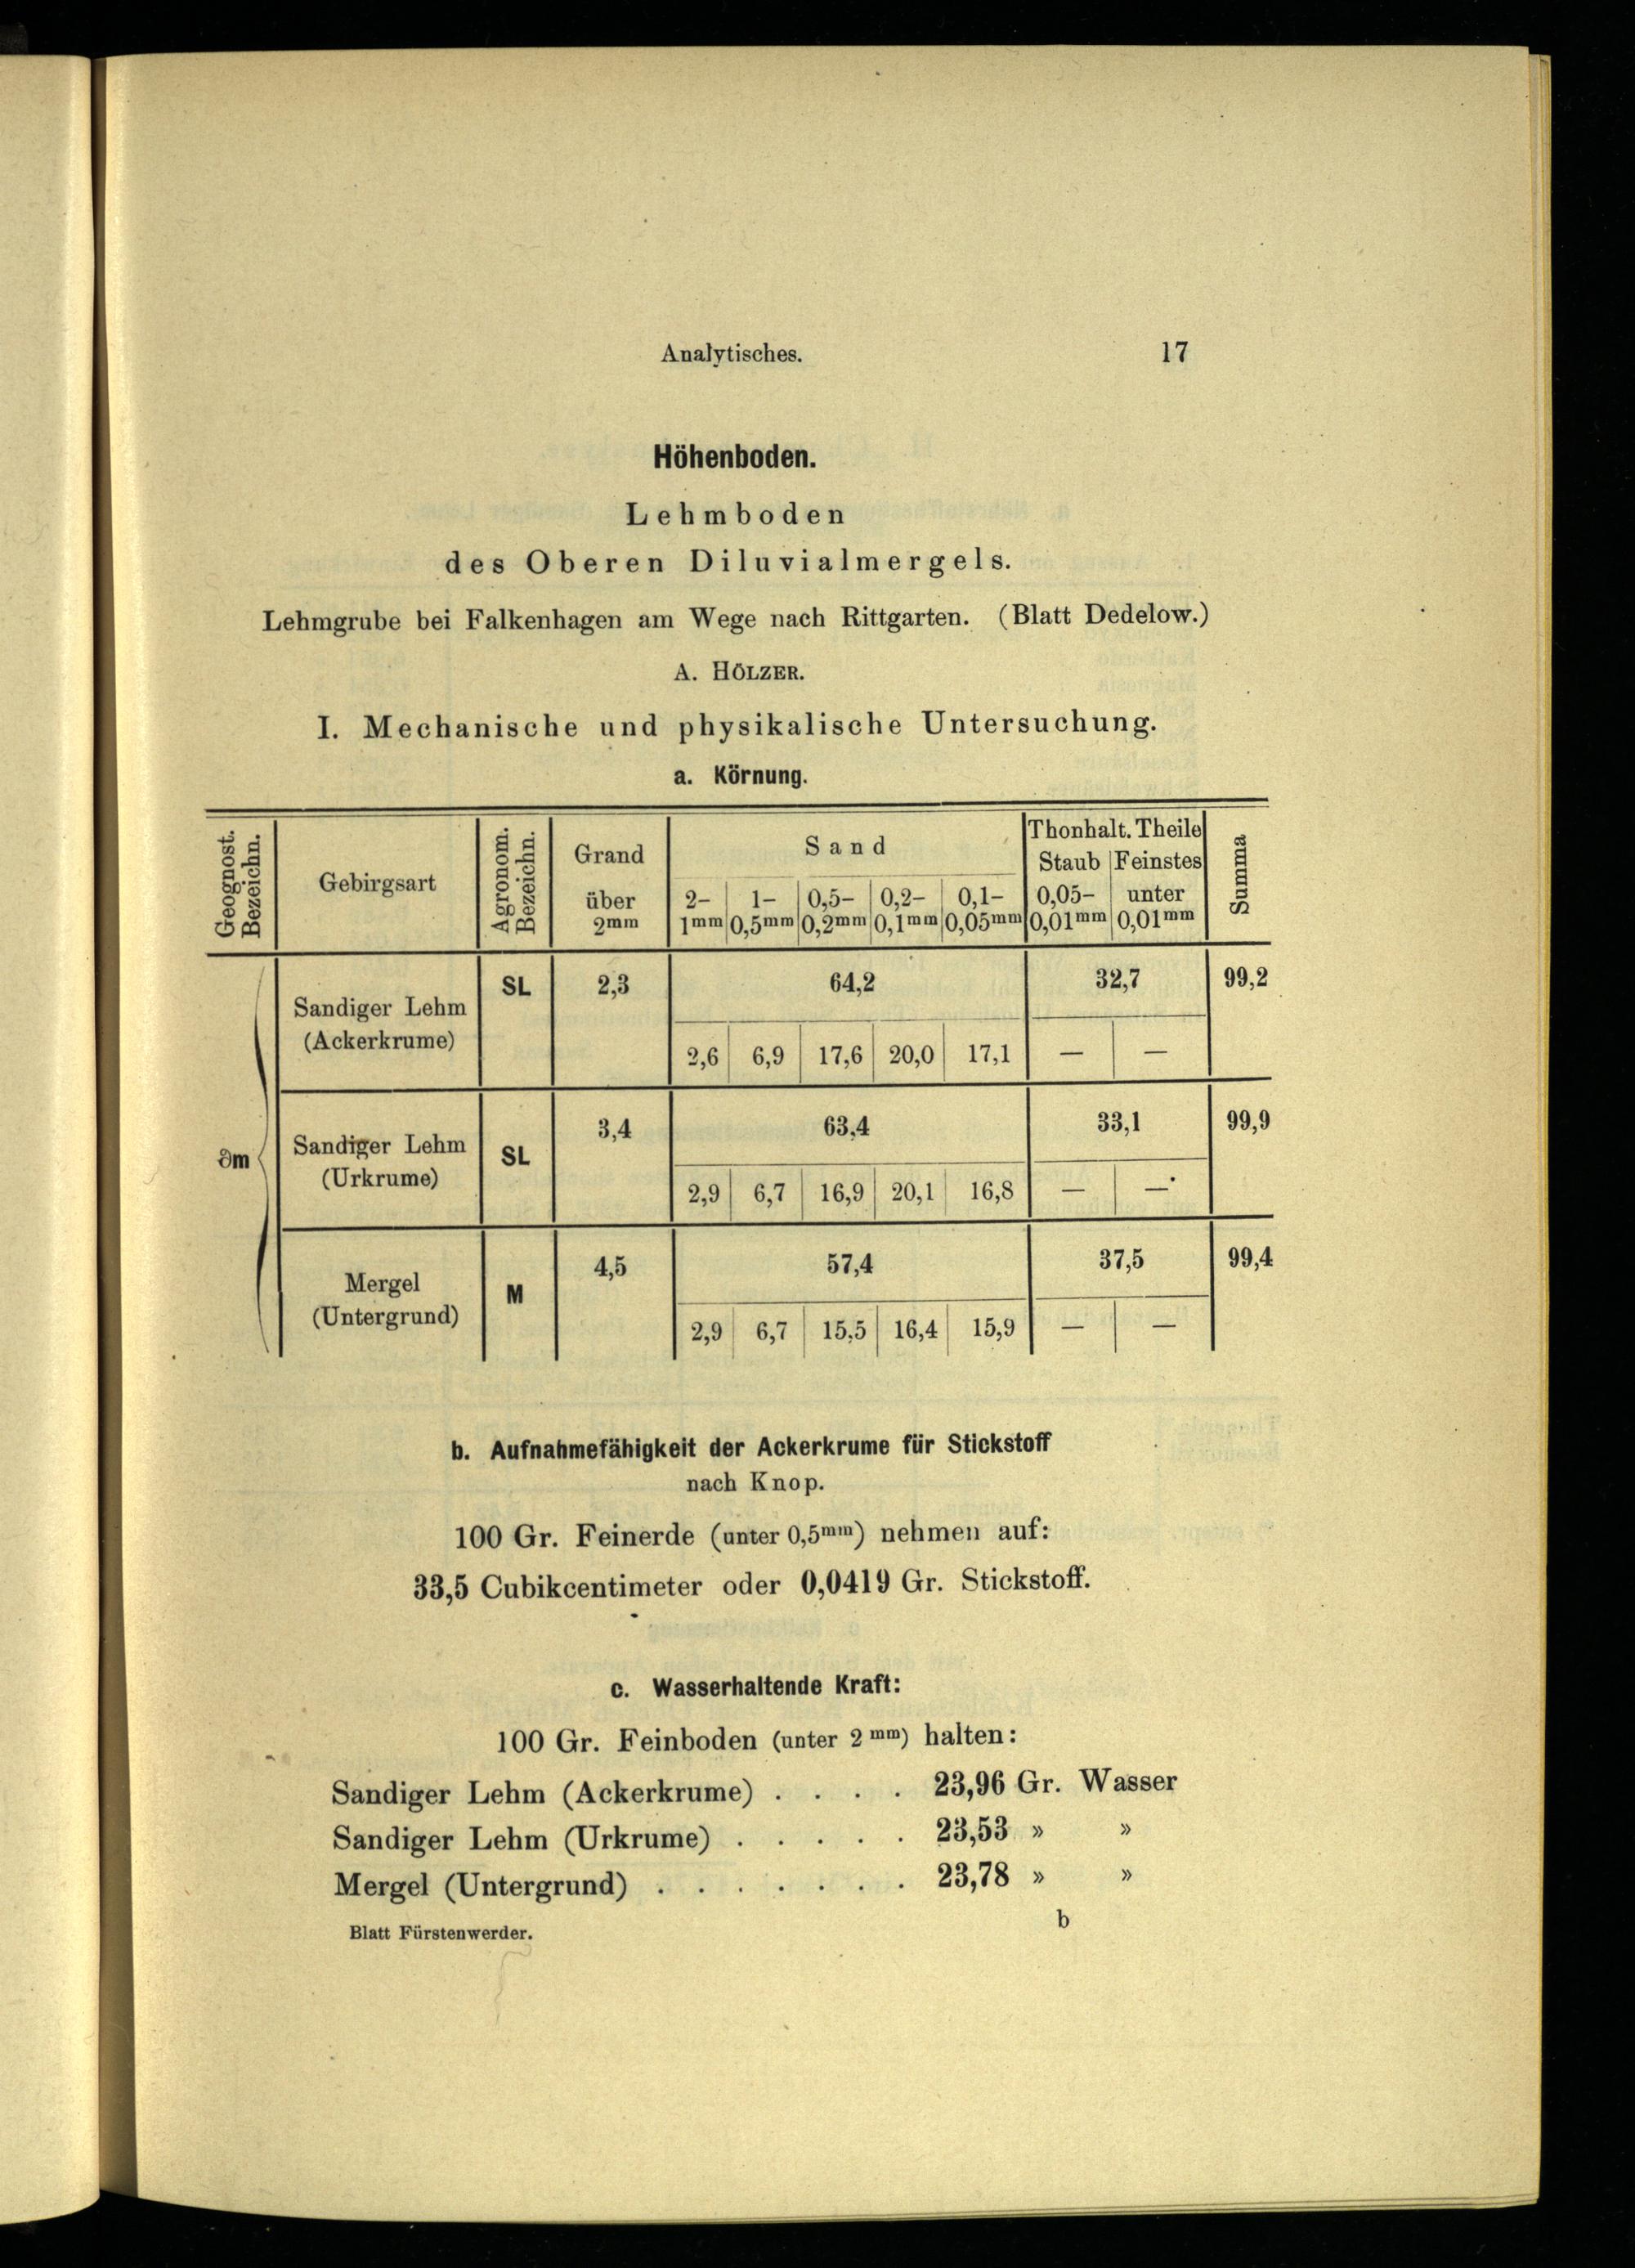 Analytisches. 17
Höhenboden.
Lehmboden
des Oberen Diluvialmergels.
Lehmgrube bei Falkenhagen am Wege nach Rittgarten. (Blatt Dedelow.)
A. HÖLZER.
I. Mechanische und physikalische Untersuchung.
a. Körnung.
Geognost. Bezeichn. Gebirgsart Agronom. Bezeichn. Grand über 2mm Sand Thonhalt. Theile Summa
Staub Feinstes
2– 1– 0,5– 0,2– 0,1– 0,05– unter
1mm 0,5mm 0,2mm 0,1mm 0,05mm 0,01mm 0,01mm
Sandiger Lehm (Ackerkrume) SL 2,3 64,2 32,7 99,2
2,6 6,9 17,6 20,0 17,1 — —
∂m Sandiger Lehm (Urkrume) SL 3,4 63,4 33,1 99,9
2,9 6,7 16,9 20,1 16,8 — —
Mergel (Untergrund) M 4,5 57,4 37,5 99,4
2,9 6,7 15,5 16,4 15,9 — —
b. Aufnahmefähigkeit der Ackerkrume für Stickstoff
nach Knop.
100 Gr. Feinerde (unter 0,5mm) nehmen auf:
33,5 Cubikcentimeter oder 0,0419 Gr. Stickstoff.
c. Wasserhaltende Kraft:
100 Gr. Feinboden (unter 2 mm) halten:
Sandiger Lehm (Ackerkrume) . . . . 23,96 Gr. Wasser
Sandiger Lehm (Urkrume) . . . . . 23,53 » »
Mergel (Untergrund) . . . . . . . 23,78 » »
Blatt Fürstenwerder. b